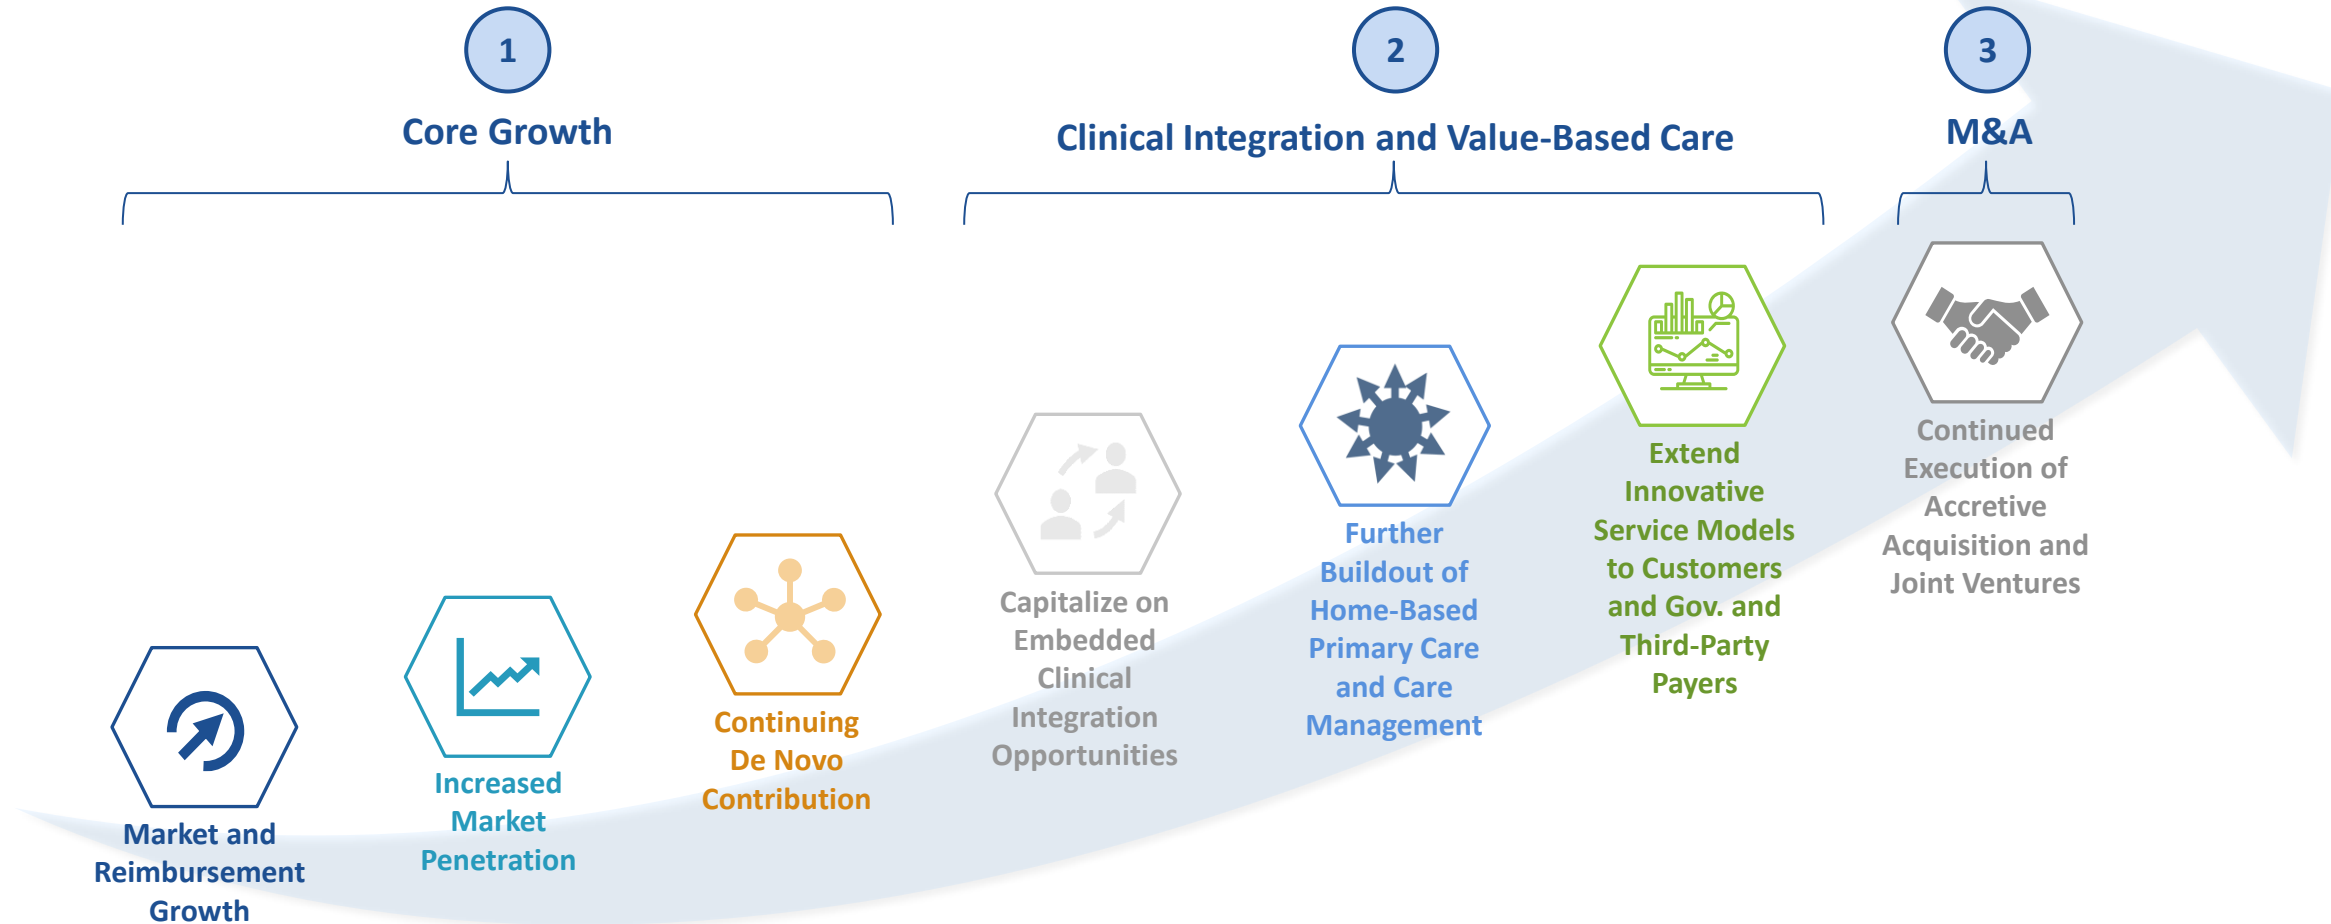 1
Core Growth
2
Clinical Integration and Value-Based Care
3
M&A
Market and
Reimbursement
Growth
Increased
Market
Penetration
Continuing
De Novo
Contribution
Capitalize on
Embedded
Clinical
Integration
Opportunities
Further
Buildout of
Home-Based
Primary Care
and Care
Management
Extend
Innovative
Service Models
to Customers
and Gov. and
Third-Party
Payers
Continued
Execution of
Accretive
Acquisition and
Joint Ventures